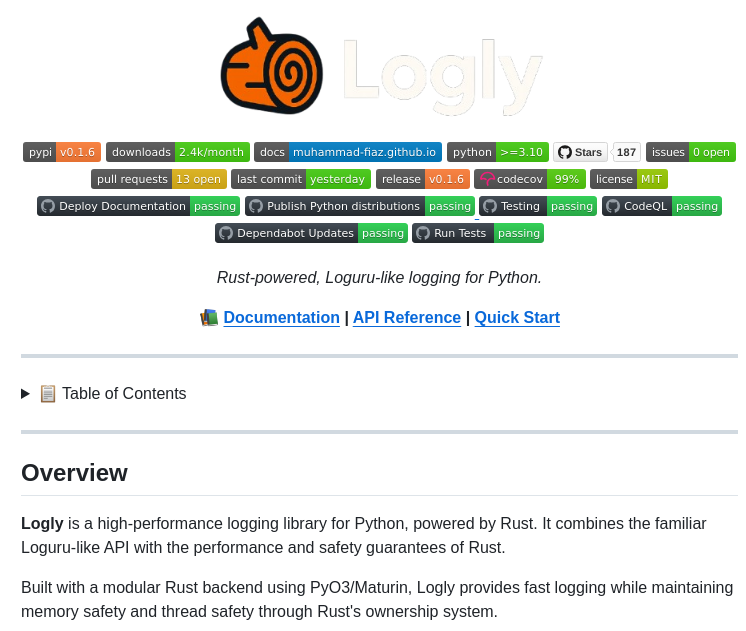 Logly
pypi v0.1.6 downloads 2.4k/month docs muhammad-fiaz.github.io python >=3.10 Stars 187 issues 0 open
pull requests 13 open last commit yesterday release v0.1.6 codecov 99% license MIT
Deploy Documentation passing Publish Python distributions passing Testing passing CodeQL passing
Dependabot Updates passing Run Tests passing
Rust-powered, Loguru-like logging for Python.
📚 Documentation | API Reference | Quick Start
▶ 📋 Table of Contents
Overview
Logly is a high-performance logging library for Python, powered by Rust. It combines the familiar
Loguru-like API with the performance and safety guarantees of Rust.
Built with a modular Rust backend using PyO3/Maturin, Logly provides fast logging while maintaining
memory safety and thread safety through Rust's ownership system.